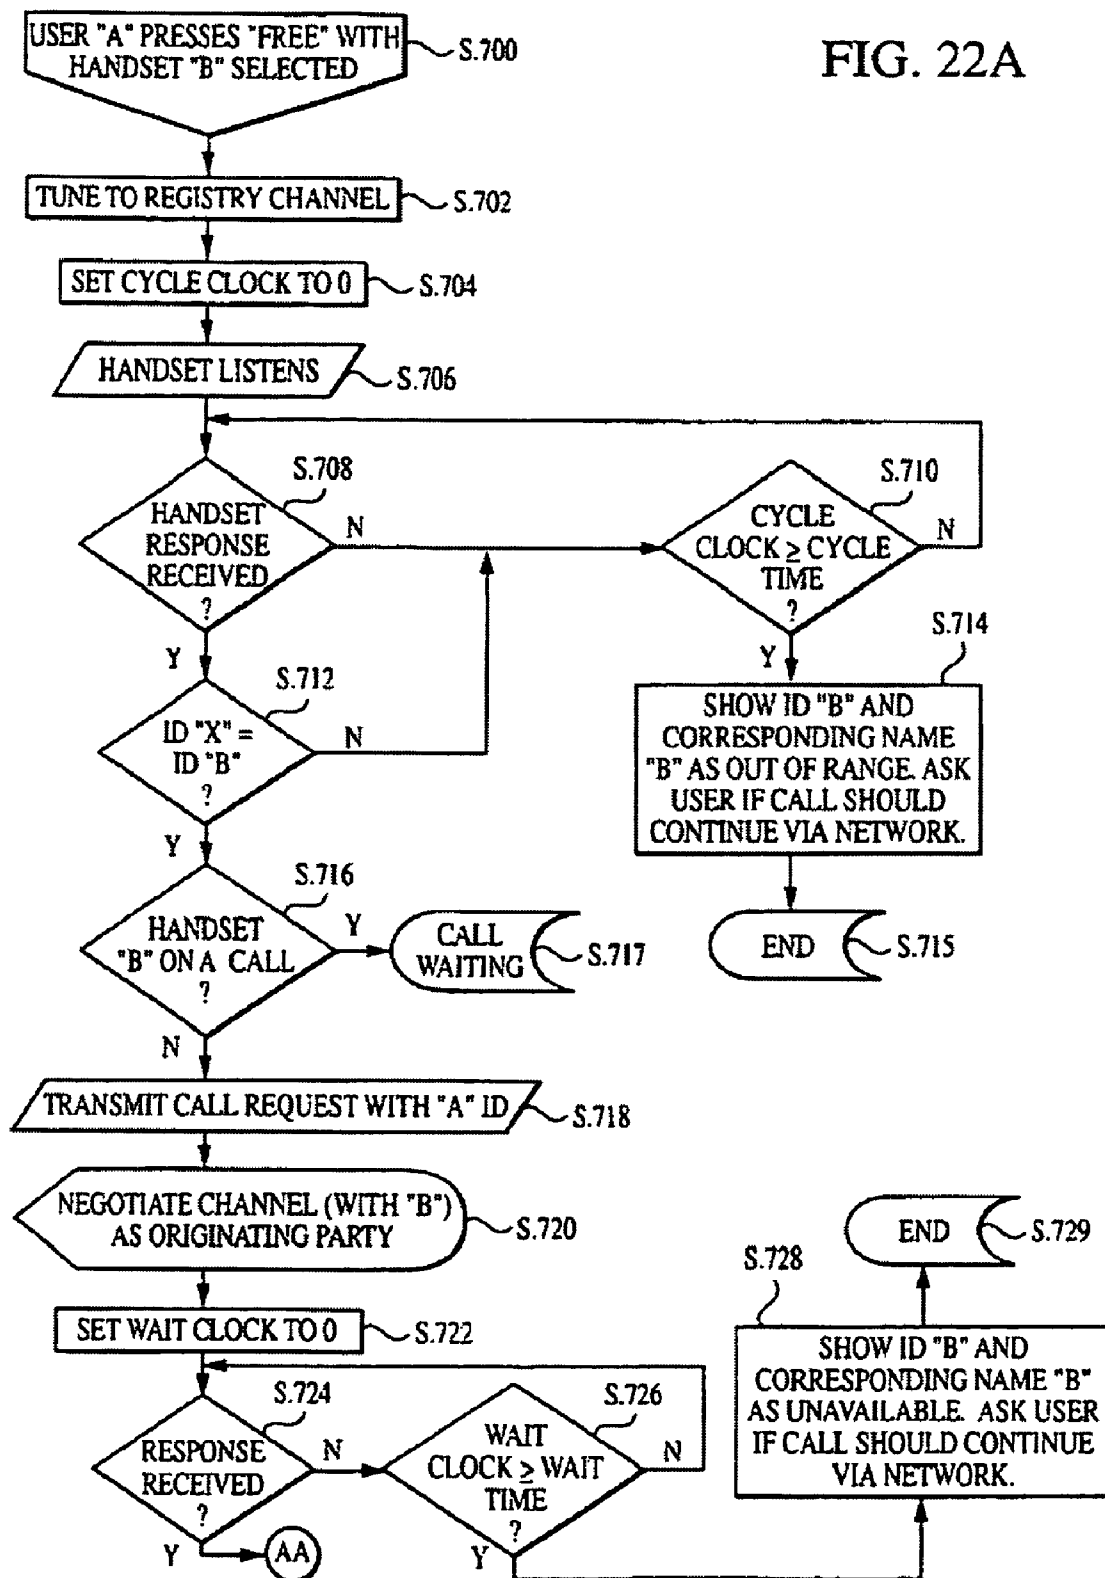 USER "A" PRESSES "FREE" WITH
HANDSET "B" SELECTED
S.700
FIG. 22A
TUNE TO REGISTRY CHANNEL
S.702
SET CYCLE CLOCK TO 0
S.704
HANDSET LISTENS
S.706
S.708
HANDSET
RESPONSE
RECEIVED
?
N
Y
S.710
CYCLE
CLOCK ≥ CYCLE
TIME
?
N
Y
S.712
ID "X" =
ID "B"
?
N
Y
S.714
SHOW ID "B" AND
CORRESPONDING NAME
"B" AS OUT OF RANGE. ASK
USER IF CALL SHOULD
CONTINUE VIA NETWORK.
END
S.715
S.716
HANDSET
"B" ON A CALL
?
Y
N
CALL
WAITING
S.717
TRANSMIT CALL REQUEST WITH "A" ID
S.718
NEGOTIATE CHANNEL (WITH "B")
AS ORIGINATING PARTY
S.720
SET WAIT CLOCK TO 0
S.722
S.724
RESPONSE
RECEIVED
?
N
Y
AA
S.726
WAIT
CLOCK ≥ WAIT
TIME
?
N
Y
S.728
SHOW ID "B" AND
CORRESPONDING NAME "B"
AS UNAVAILABLE. ASK USER
IF CALL SHOULD CONTINUE
VIA NETWORK.
END
S.729